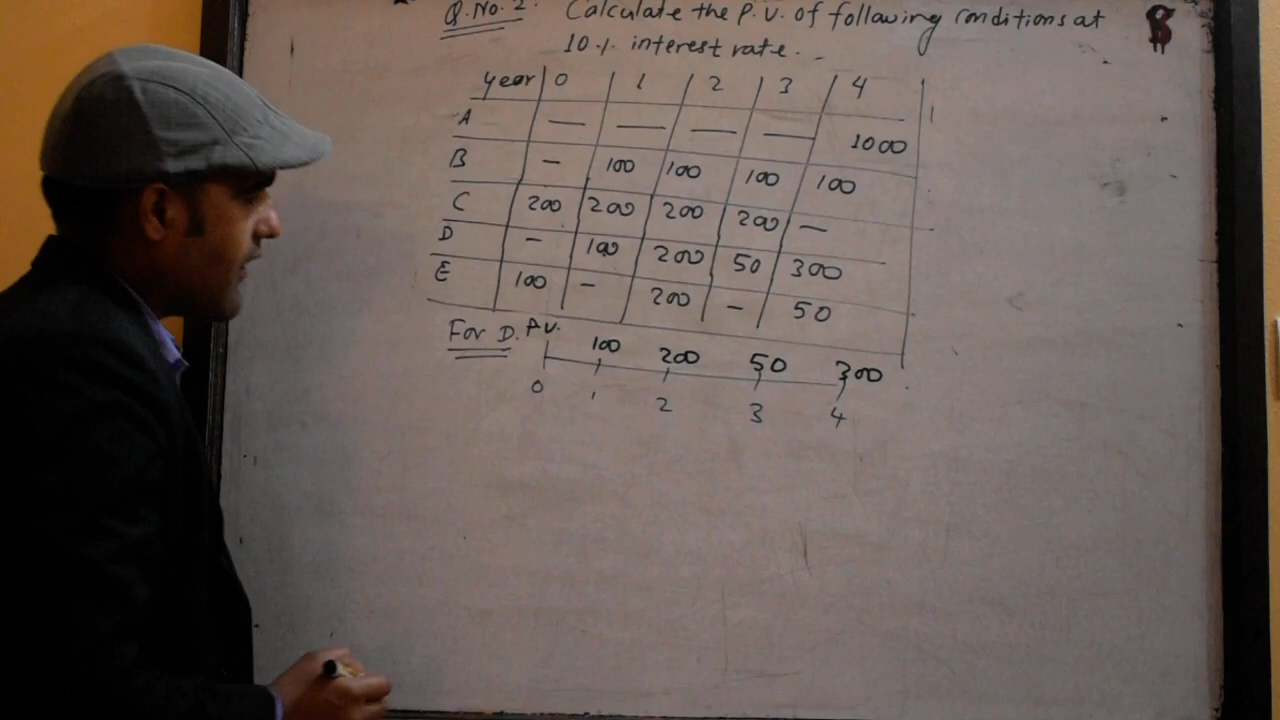 Q.No. 2. Calculate the P.V. of following conditions at
10% interest rate.
year 0 1 2 3 4
A — — — — 1000
B — 100 100 100 100
C 200 200 200 200 —
D — 100 200 50 300
E 100 — 200 — 50
For D. P.V. 100 200 50 300
0 1 2 3 4